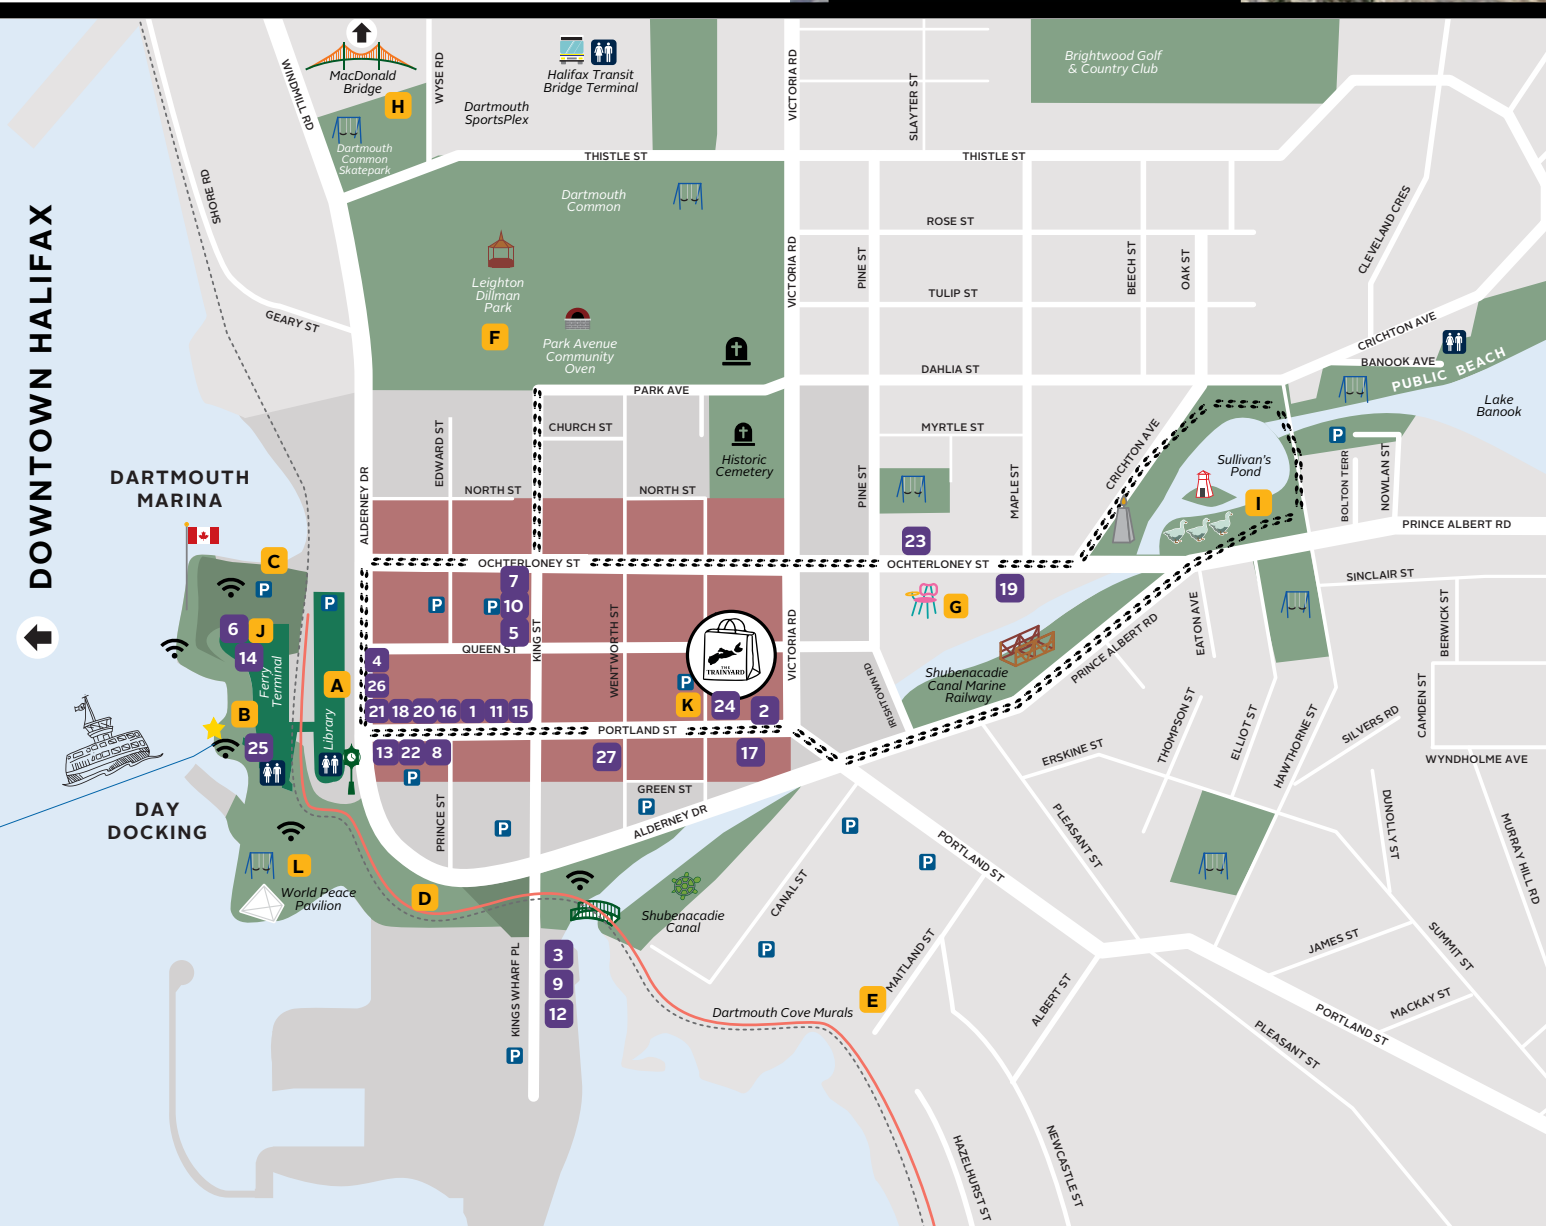 WINDMILL RD
MacDonald
Bridge
H
WYSE RD
Halifax Transit
Bridge Terminal
Dartmouth
SportsPlex
VICTORIA RD
SLAYTER ST
Brightwood Golf
& Country Club
Dartmouth
Common
Skatepark
THISTLE ST
THISTLE ST
SHORE RD
Dartmouth
Common
ROSE ST
CLEVELAND CRES
DOWNTOWN HALIFAX
Leighton
Dillman
Park
F
VICTORIA RD
PINE ST
BEECH ST
OAK ST
TULIP ST
GEARY ST
Park Avenue
Community
Oven
CRICHTON AVE
BANOOK AVE
PUBLIC BEACH
DAHLIA ST
PARK AVE
Lake
Banook
CHURCH ST
MYRTLE ST
CRICHTON AVE
P
EDWARD ST
Historic
Cemetery
Sullivan's
Pond
BOLTON TERR
NOWLAN ST
DARTMOUTH
MARINA
ALDERNEY DR
NORTH ST
NORTH ST
PINE ST
MAPLE ST
I
PRINCE ALBERT RD
23
C
OCHTERLONEY ST
OCHTERLONEY ST
P
P
P
P
7
10
5
19
G
SINCLAIR ST
6
J
14
Ferry
Terminal
KING ST
WENTWORTH ST
VICTORIA RD
EATON AVE
BERWICK ST
QUEEN ST
THE
TRAINYARD
PRINCE ALBERT RD
4
26
A
Library
P
K
24
2
IRISHTOWN RD
Shubenacadie
Canal Marine
Railway
21
18
20
16
1
11
15
B
25
PORTLAND ST
THOMPSON ST
ELLIOT ST
HAWTHORNE ST
SILVERS RD
CAMDEN ST
13
22
8
27
17
ERSKINE ST
WYNDHOLME AVE
P
DAY
DOCKING
GREEN ST
P
PRINCE ST
P
ALDERNEY DR
P
P
PLEASANT ST
PORTLAND ST
DUNOLLY ST
MURRAY HILL RD
L
World Peace
Pavilion
D
Shubenacadie
Canal
CANAL ST
P
MAITLAND ST
JAMES ST
SUMMIT ST
KINGS WHARF PL
3
9
12
P
Dartmouth Cove Murals
E
ALBERT ST
MACKAY ST
PORTLAND ST
PLEASANT ST
HAZELHURST ST
NEWCASTLE ST